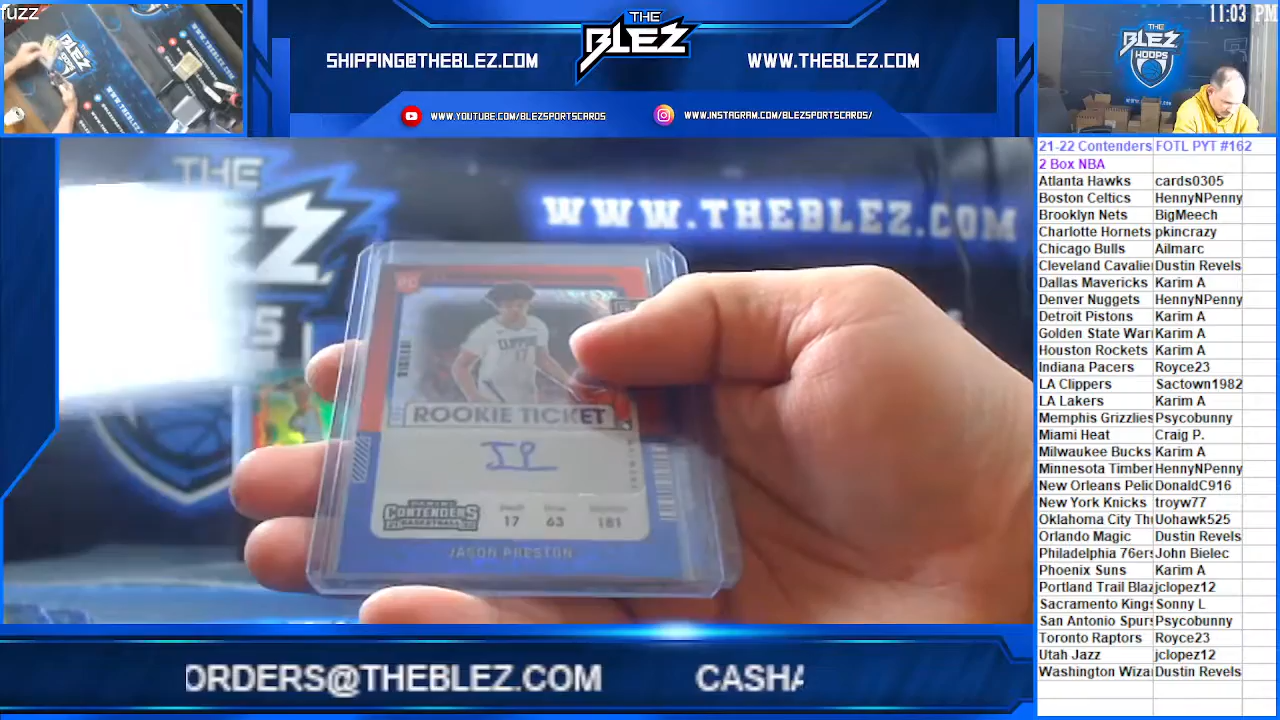 fuzz
SHIPPING@THEBLEZ.COM
THE
BLEZ
WWW.THEBLEZ.COM
WWW.YOUTUBE.COM/BLEZSPORTSCARDS
WWW.INSTAGRAM.COM/BLEZSPORTSCARDS/
11:03 PM
THE
BLEZ
HOOPS
THE
WWW.THEBLEZ.COM
RC
ROOKIE TICKET
PANINI
CONTENDERS
BASKETBALL
17 63 181
JASON PRESTON
21-22 Contenders FOTL PYT #162
2 Box NBA
Atlanta Hawks cards0305
Boston Celtics HennyNPenny
Brooklyn Nets BigMeech
Charlotte Hornets pkincrazy
Chicago Bulls Ailmarc
Cleveland Cavalie Dustin Revels
Dallas Mavericks Karim A
Denver Nuggets HennyNPenny
Detroit Pistons Karim A
Golden State War Karim A
Houston Rockets Karim A
Indiana Pacers Royce23
LA Clippers Sactown1982
LA Lakers Karim A
Memphis Grizzlies Psycobunny
Miami Heat Craig P.
Milwaukee Bucks Karim A
Minnesota Timber HennyNPenny
New Orleans Pelic DonaldC916
New York Knicks troyw77
Oklahoma City Thu Uohawk525
Orlando Magic Dustin Revels
Philadelphia 76ers John Bielec
Phoenix Suns Karim A
Portland Trail Blaz jclopez12
Sacramento Kings Sonny L
San Antonio Spurs Psycobunny
Toronto Raptors Royce23
Utah Jazz jclopez12
Washington Wizar Dustin Revels
ORDERS@THEBLEZ.COM CASHA